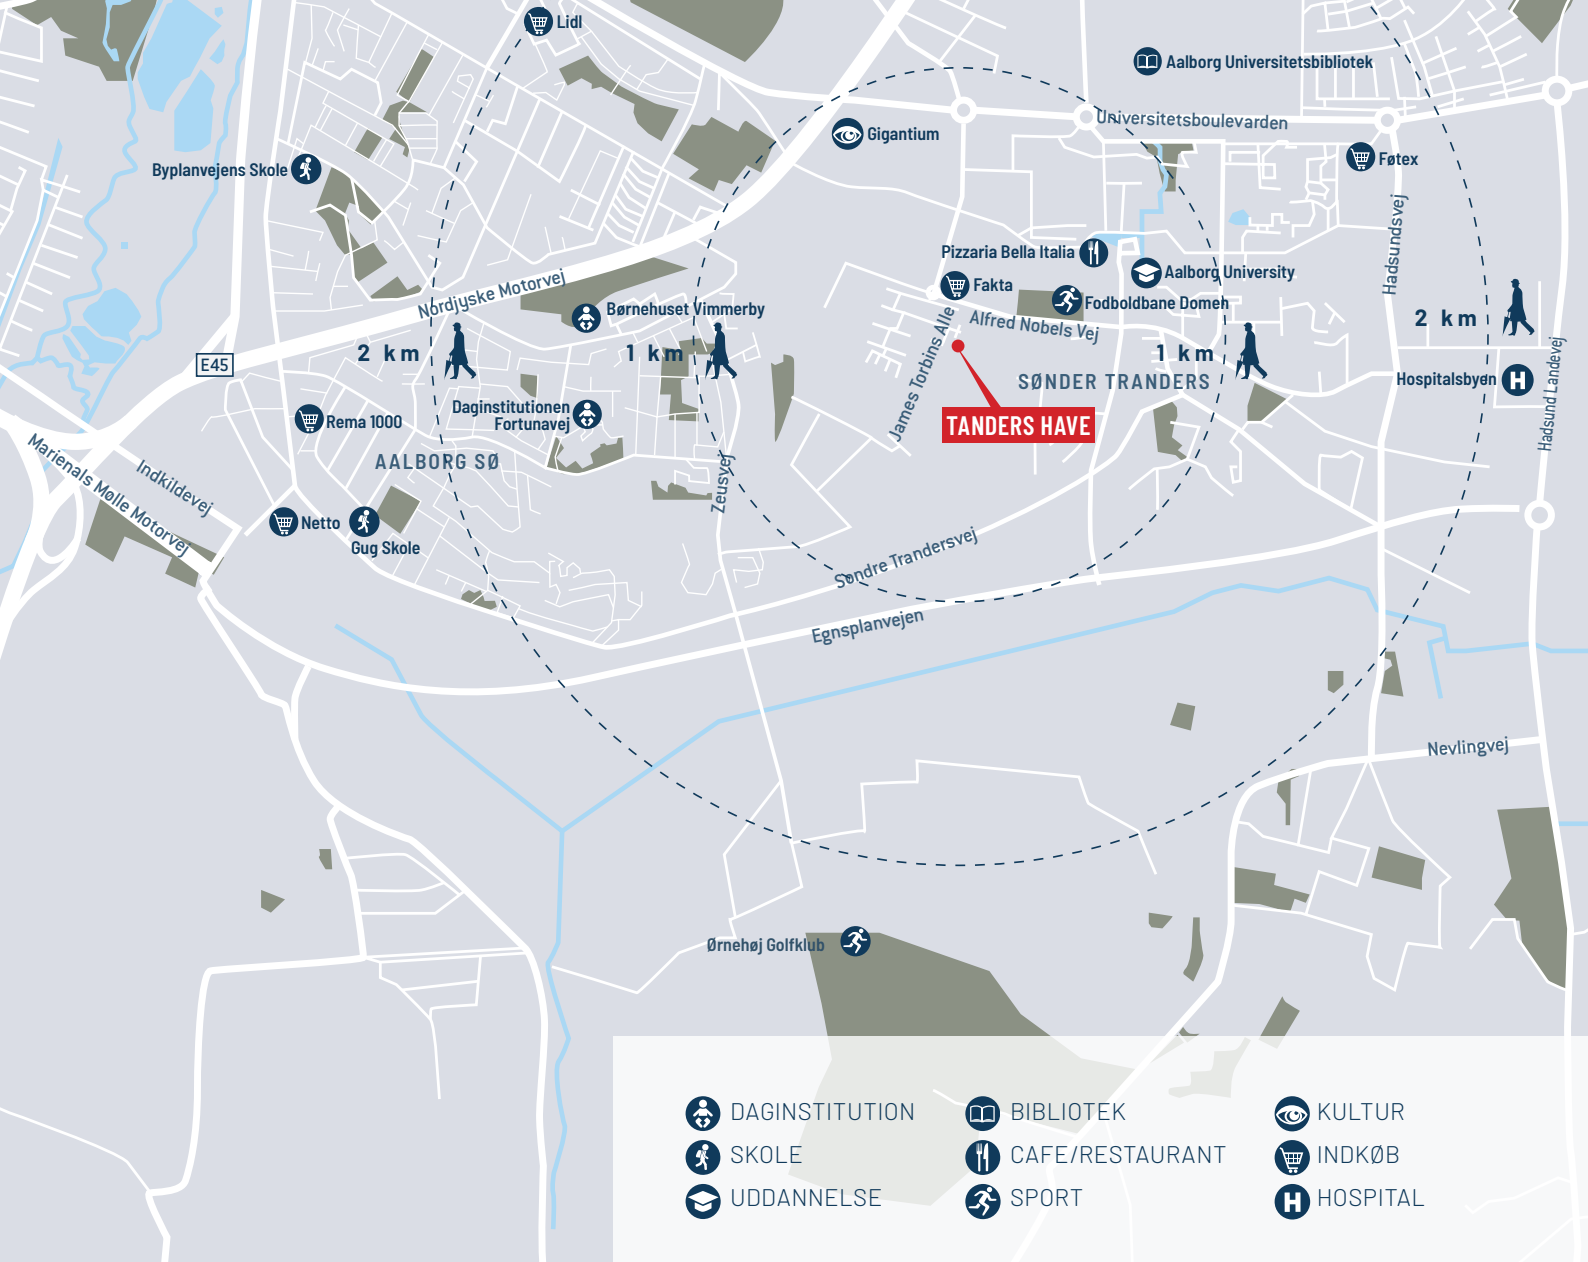 Lidl
Aalborg Universitetsbibliotek
Universitetsboulevarden
Gigantium
Føtex
Byplanvejens Skole
Hadsundsvej
Pizzaria Bella Italia
Aalborg University
Fakta
Fodboldbane Domen
Nordjyske Motorvej
Børnehuset Vimmerby
Alfred Nobels Vej
2 km
2 km
1 km
1 km
E45
James Torbins Alle
SØNDER TRANDERS
Hospitalsbyen
H
Hadsund Landevej
TANDERS HAVE
Rema 1000
Daginstitutionen
Fortunavej
AALBORG SØ
Zeusvej
Indkildevej
Marienals Mølle Motorvej
Netto
Gug Skole
Søndre Trandersvej
Egnsplanvejen
Nevlingvej
Ørnehøj Golfklub
DAGINSTITUTION
BIBLIOTEK
KULTUR
SKOLE
CAFE/RESTAURANT
INDKØB
UDDANNELSE
SPORT
H HOSPITAL